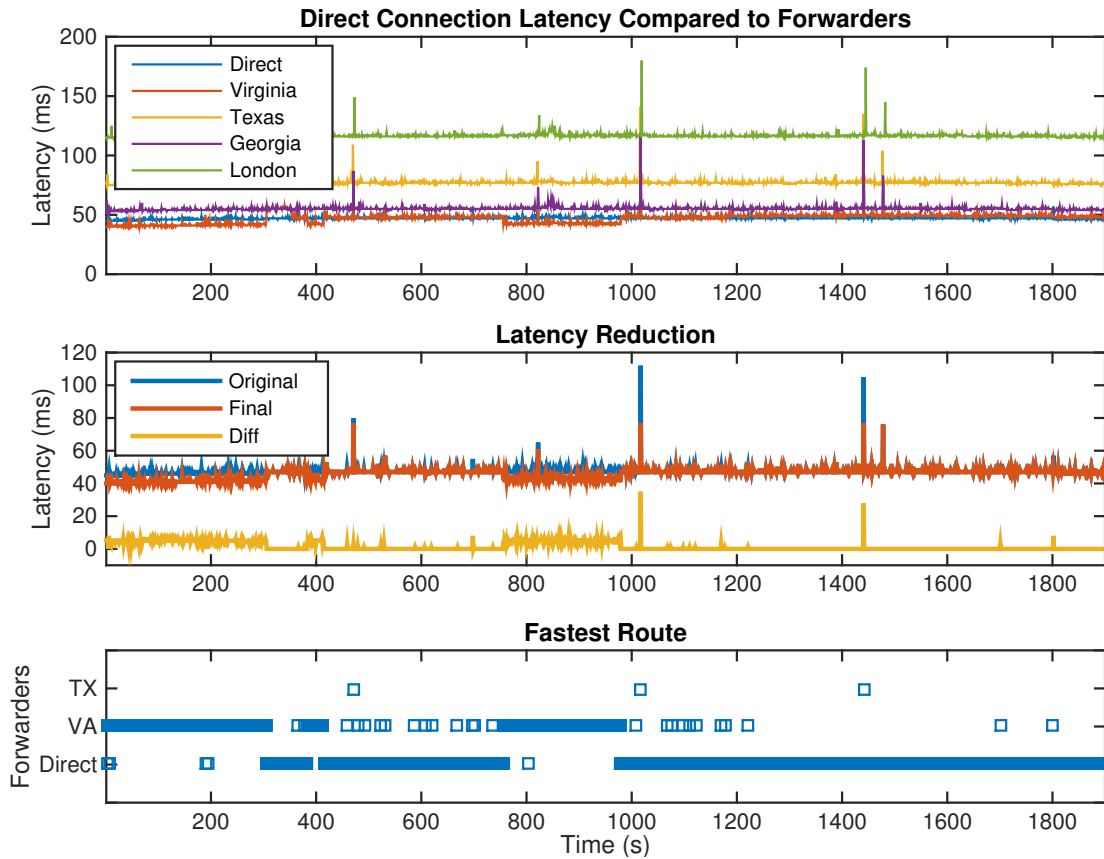 Direct Connection Latency Compared to Forwarders
200
150
100
50
0
Latency (ms)
Direct
Virginia
Texas
Georgia
London
200 400 600 800 1000 1200 1400 1600 1800
Latency Reduction
120
100
80
60
40
20
0
Latency (ms)
Original
Final
Diff
200 400 600 800 1000 1200 1400 1600 1800
Fastest Route
Forwarders
TX
VA
Direct
200 400 600 800 1000 1200 1400 1600 1800
Time (s)